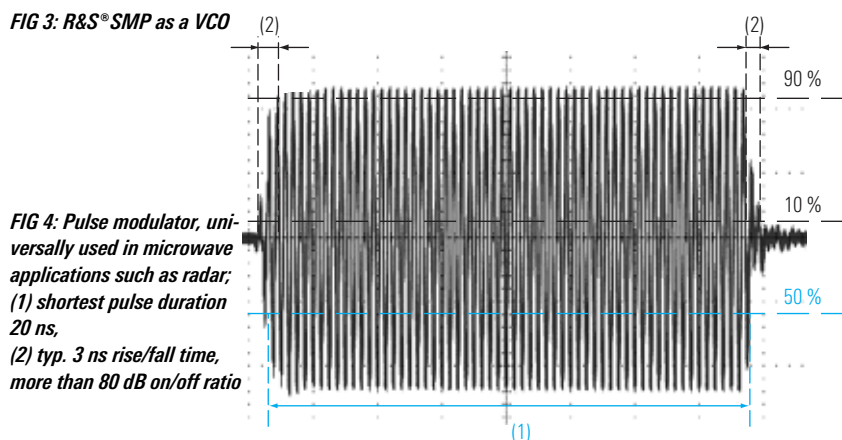 FIG 3: R&S®SMP as a VCO
(2)
(2)
90 %
10 %
FIG 4: Pulse modulator, uni-
versally used in microwave
applications such as radar;
(1) shortest pulse duration
20 ns,
(2) typ. 3 ns rise/fall time,
more than 80 dB on/off ratio
50 %
(1)